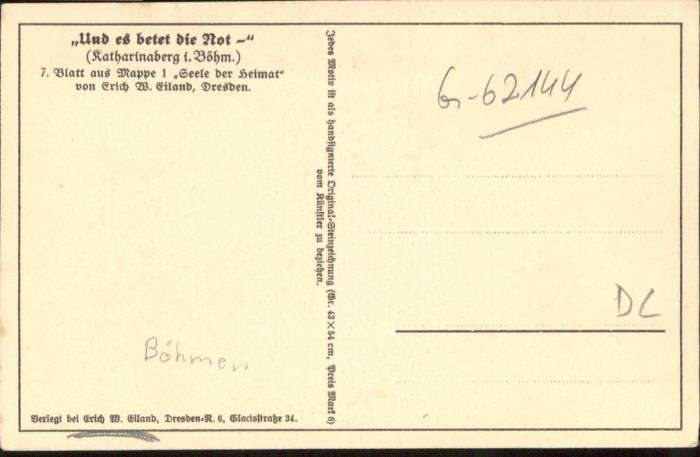 „Und es betet die Not —“
(Katharinaberg i. Böhm.)
7. Blatt aus Mappe 1 „Seele der Heimat“
von Erich W. Eiland, Dresden.
Jedes Motiv ist als handsignierte Original-Steinzeichnung (Gr. 43 × 54 cm, Preis Mark 6)
vom Künstler zu beziehen.
Gr-62144
DC
Böhmen
Verlegt bei Erich W. Eiland, Dresden-N. 6, Glacisstraße 34.